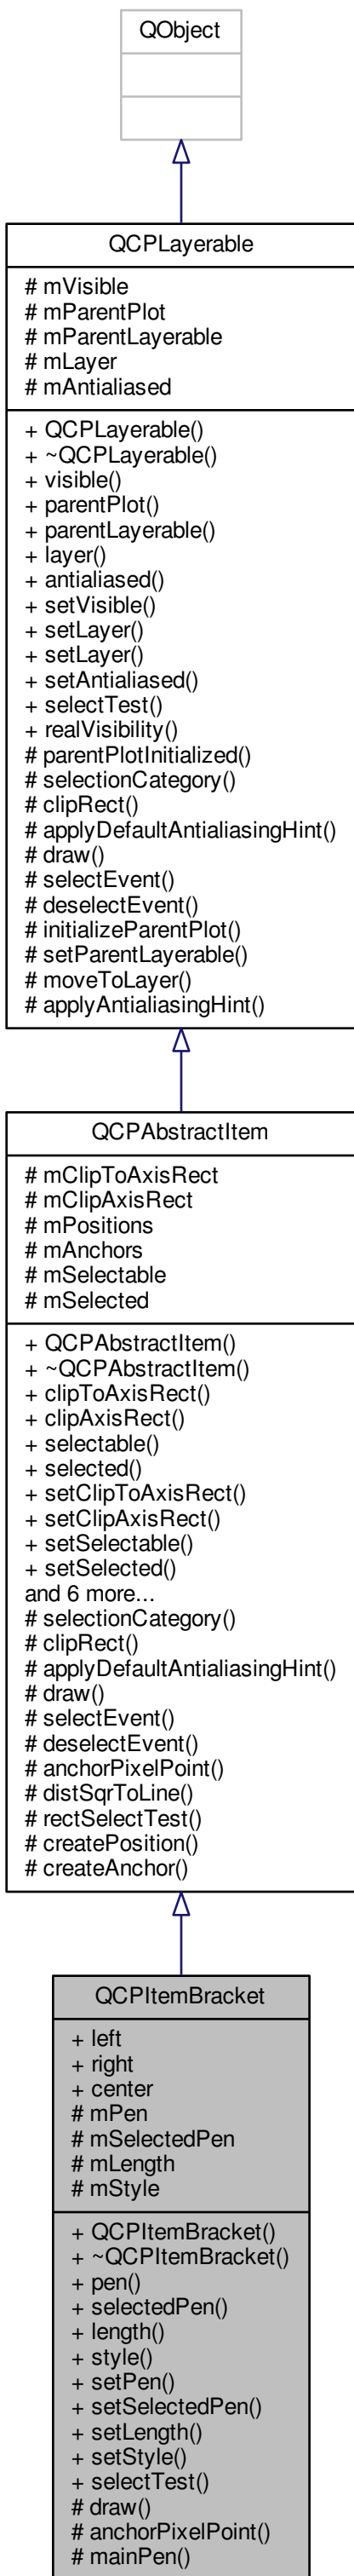 QObject
QCPLayerable
# mVisible
# mParentPlot
# mParentLayerable
# mLayer
# mAntialiased
+ QCPLayerable()
+ ~QCPLayerable()
+ visible()
+ parentPlot()
+ parentLayerable()
+ layer()
+ antialiased()
+ setVisible()
+ setLayer()
+ setLayer()
+ setAntialiased()
+ selectTest()
+ realVisibility()
# parentPlotInitialized()
# selectionCategory()
# clipRect()
# applyDefaultAntialiasingHint()
# draw()
# selectEvent()
# deselectEvent()
# initializeParentPlot()
# setParentLayerable()
# moveToLayer()
# applyAntialiasingHint()
QCPAbstractItem
# mClipToAxisRect
# mClipAxisRect
# mPositions
# mAnchors
# mSelectable
# mSelected
+ QCPAbstractItem()
+ ~QCPAbstractItem()
+ clipToAxisRect()
+ clipAxisRect()
+ selectable()
+ selected()
+ setClipToAxisRect()
+ setClipAxisRect()
+ setSelectable()
+ setSelected()
and 6 more...
# selectionCategory()
# clipRect()
# applyDefaultAntialiasingHint()
# draw()
# selectEvent()
# deselectEvent()
# anchorPixelPoint()
# distSqrToLine()
# rectSelectTest()
# createPosition()
# createAnchor()
QCPItemBracket
+ left
+ right
+ center
# mPen
# mSelectedPen
# mLength
# mStyle
+ QCPItemBracket()
+ ~QCPItemBracket()
+ pen()
+ selectedPen()
+ length()
+ style()
+ setPen()
+ setSelectedPen()
+ setLength()
+ setStyle()
+ selectTest()
# draw()
# anchorPixelPoint()
# mainPen()